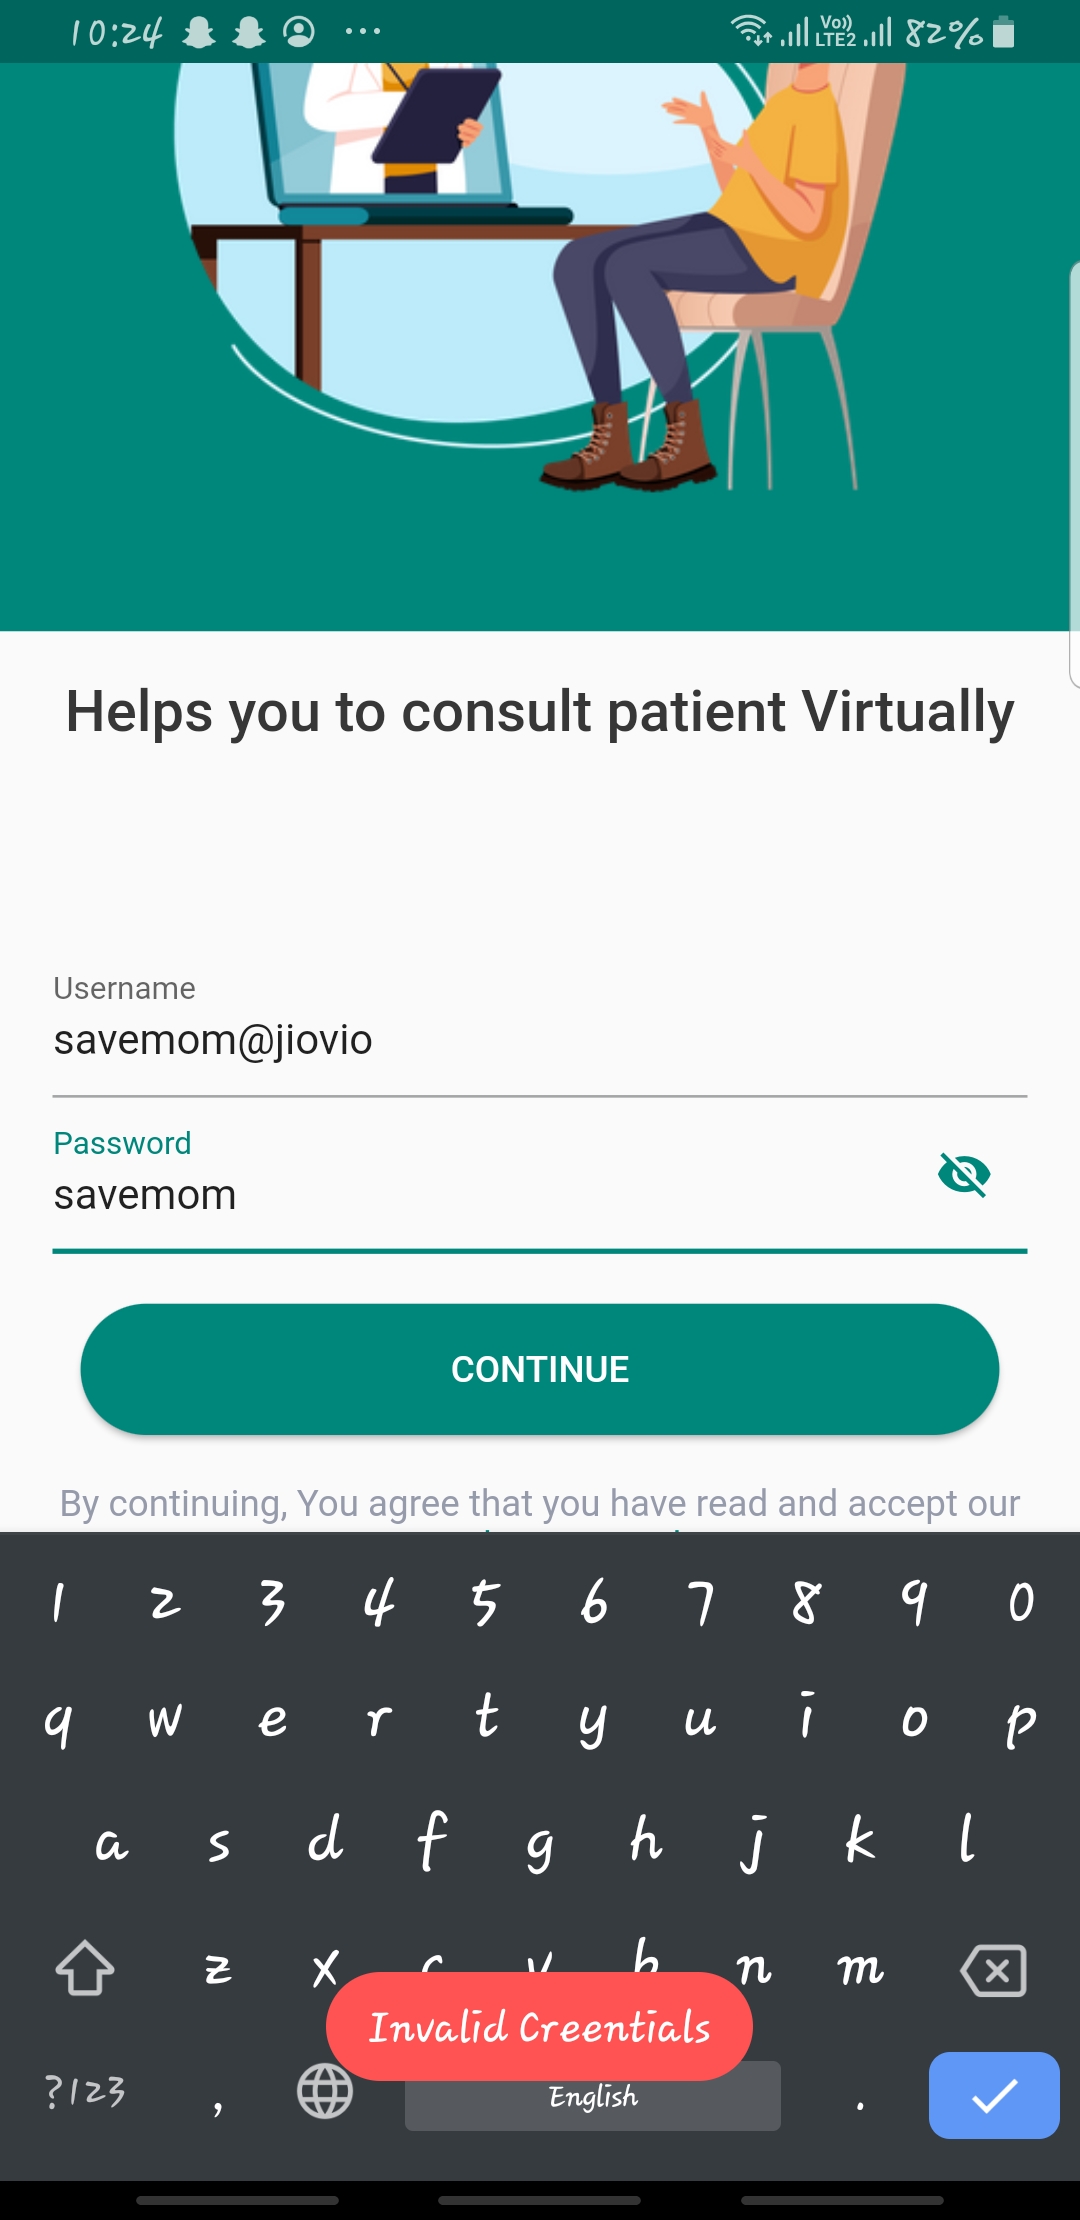 10:24 ... Vo)) LTE2 82%
Helps you to consult patient Virtually
Username
savemom@jiovio
Password
savemom
CONTINUE
By continuing, You agree that you have read and accept our
1 2 3 4 5 6 7 8 9 0
q w e r t y u i o p
a s d f g h j k l
z x c v b n m
Invalid Creentials
?123 , English .